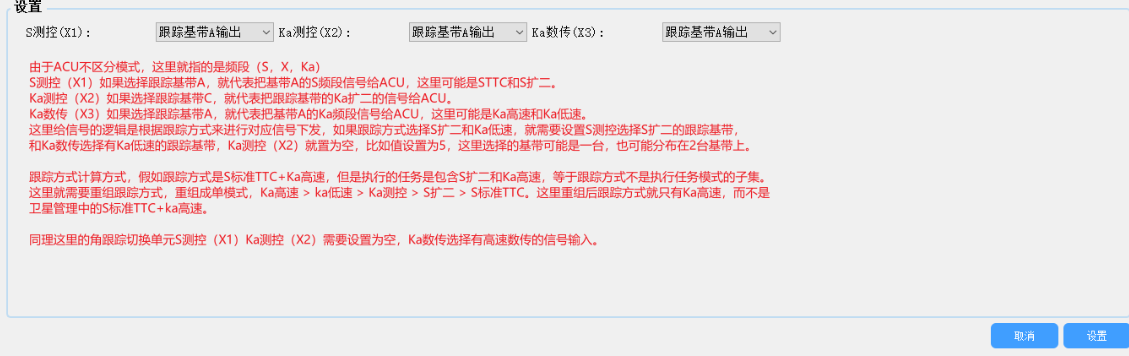 设置
S测控(X1): 跟踪基带A输出 Ka测控(X2): 跟踪基带A输出 Ka数传(X3): 跟踪基带A输出
由于ACU不区分模式，这里就指的是频段（S，X，Ka）
S测控（X1）如果选择跟踪基带A，就代表把基带A的S频段信号给ACU，这里可能是STTC和S扩二。
Ka测控（X2）如果选择跟踪基带C，就代表把跟踪基带的Ka扩二的信号给ACU。
Ka数传（X3）如果选择跟踪基带A，就代表把基带A的Ka频段信号给ACU，这里可能是Ka高速和Ka低速。
这里给信号的逻辑是根据跟踪方式来进行对应信号下发，如果跟踪方式选择S扩二和Ka低速，就需要设置S测控选择S扩二的跟踪基带，
和Ka数传选择有Ka低速的跟踪基带，Ka测控（X2）就置为空，比如值设置为5，这里选择的基带可能是一台，也可能分布在2台基带上。
跟踪方式计算方式，假如跟踪方式是S标准TTC+Ka高速，但是执行的任务是包含S扩二和Ka高速，等于跟踪方式不是执行任务模式的子集。
这里就需要重组跟踪方式，重组成单模式，Ka高速 > ka低速 > Ka测控 > S扩二 > S标准TTC。这里重组后跟踪方式就只有Ka高速，而不是
卫星管理中的S标准TTC+ka高速。
同理这里的角跟踪切换单元S测控（X1）Ka测控（X2）需要设置为空，Ka数传选择有高速数传的信号输入。
取消 设置